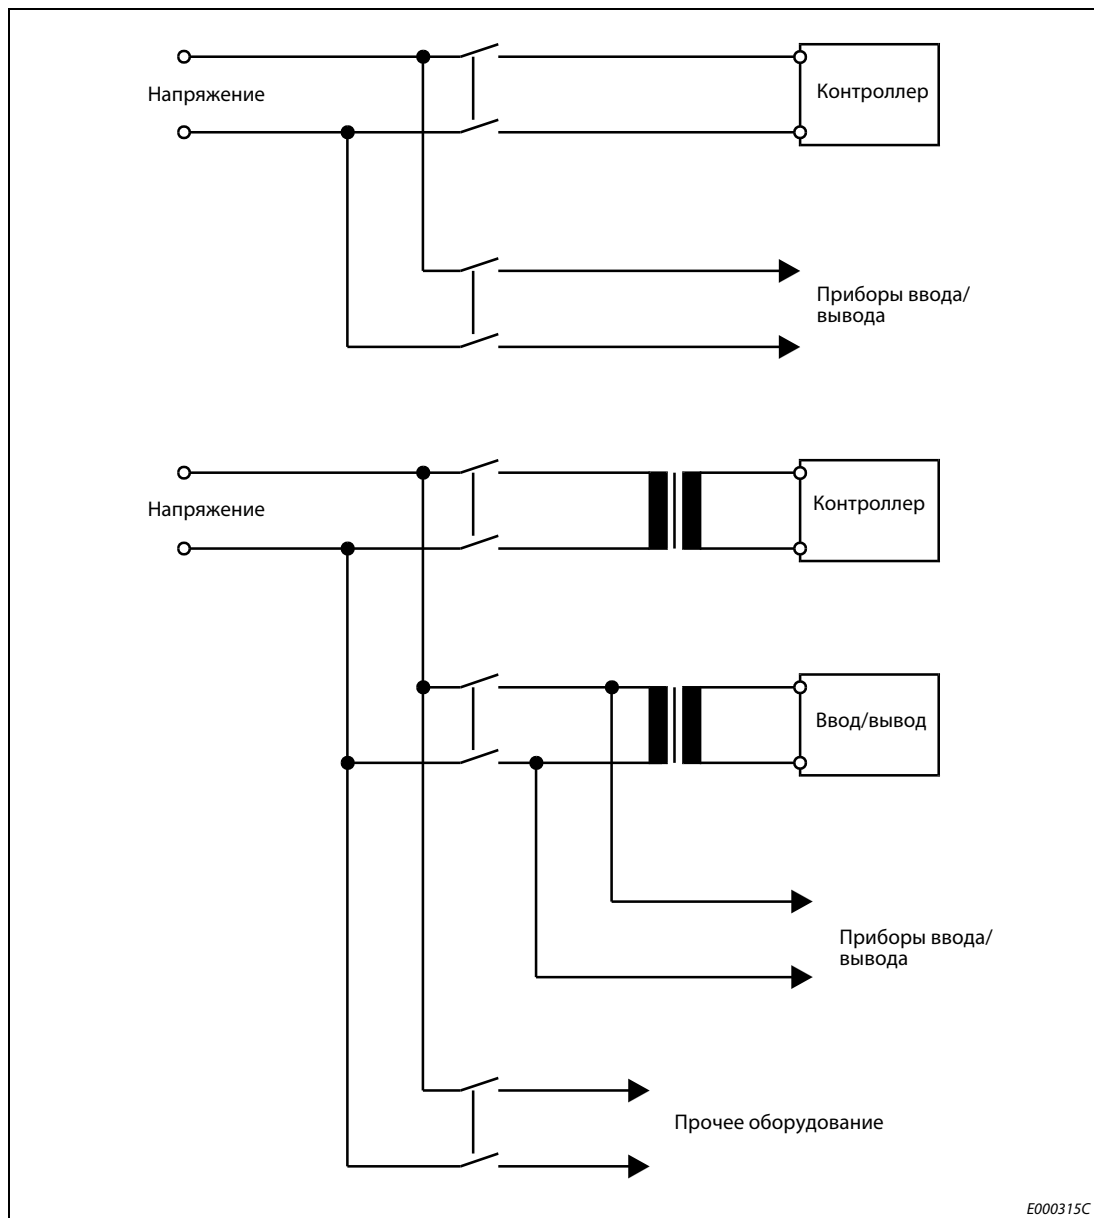 Напряжение
Контроллер
Приборы ввода/
вывода
Напряжение
Контроллер
Ввод/вывод
Приборы ввода/
вывода
Прочее оборудование
E000315C